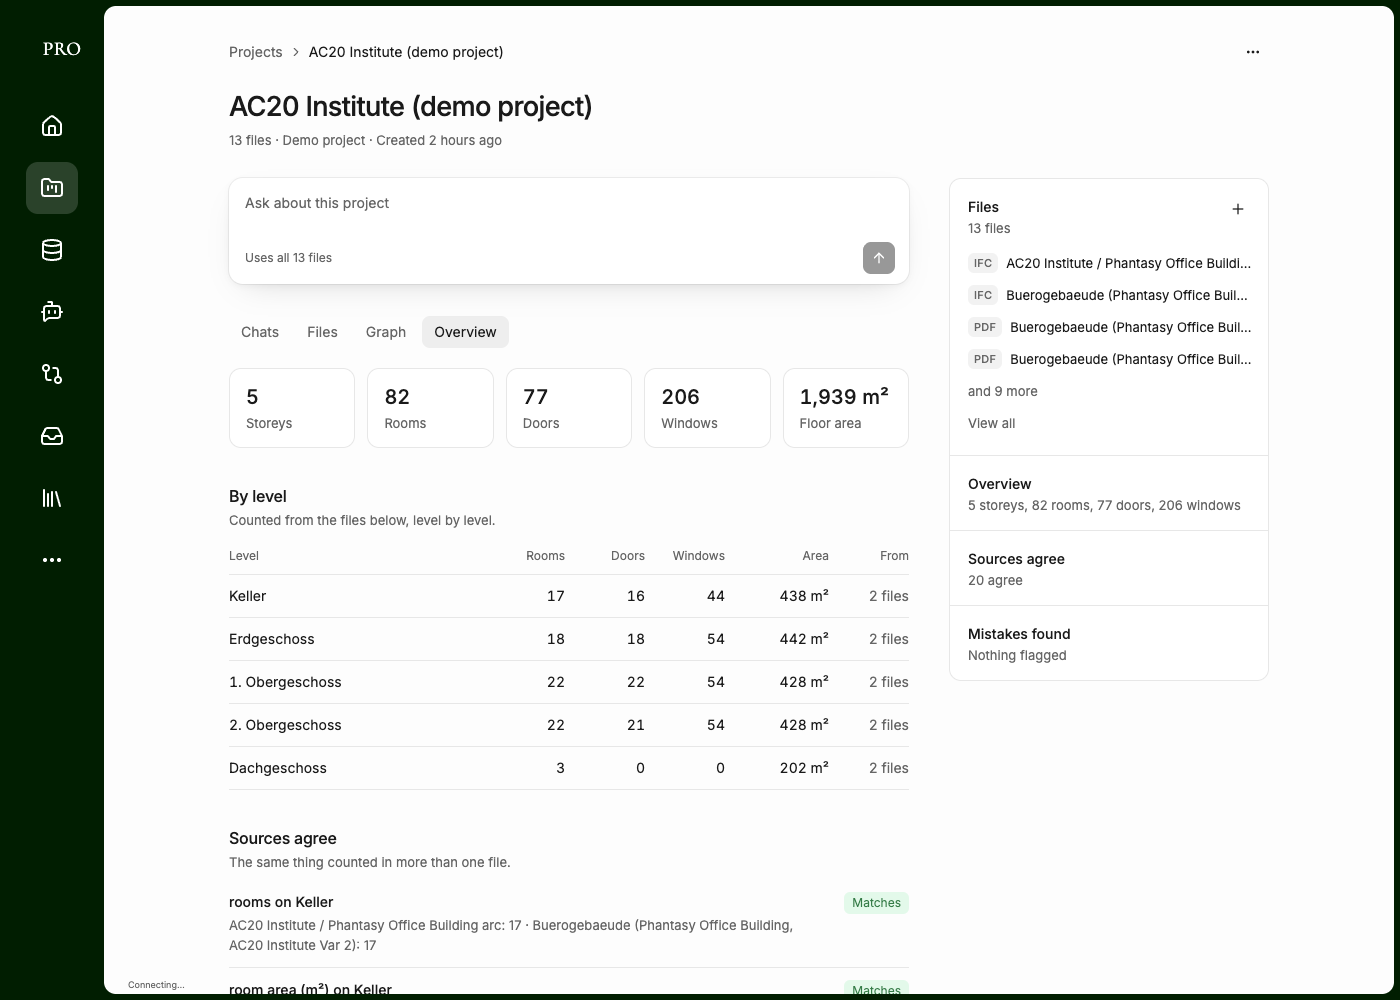 PRO
Projects
AC20 Institute (demo project)
AC20 Institute (demo project)
13 files · Demo project · Created 2 hours ago
Ask about this project
Uses all 13 files
Chats Files Graph Overview
5
Storeys
82
Rooms
77
Doors
206
Windows
1,939 m²
Floor area
By level
Counted from the files below, level by level.
Level Rooms Doors Windows Area From
Keller 17 16 44 438 m² 2 files
Erdgeschoss 18 18 54 442 m² 2 files
1. Obergeschoss 22 22 54 428 m² 2 files
2. Obergeschoss 22 21 54 428 m² 2 files
Dachgeschoss 3 0 0 202 m² 2 files
Sources agree
The same thing counted in more than one file.
rooms on Keller Matches
AC20 Institute / Phantasy Office Building arc: 17 · Buerogebaeude (Phantasy Office Building,
AC20 Institute Var 2): 17
room area (m²) on Keller Matches
Files
13 files
IFC AC20 Institute / Phantasy Office Buildi...
IFC Buerogebaeude (Phantasy Office Buil...
PDF Buerogebaeude (Phantasy Office Buil...
PDF Buerogebaeude (Phantasy Office Buil...
and 9 more
View all
Overview
5 storeys, 82 rooms, 77 doors, 206 windows
Sources agree
20 agree
Mistakes found
Nothing flagged
Connecting...